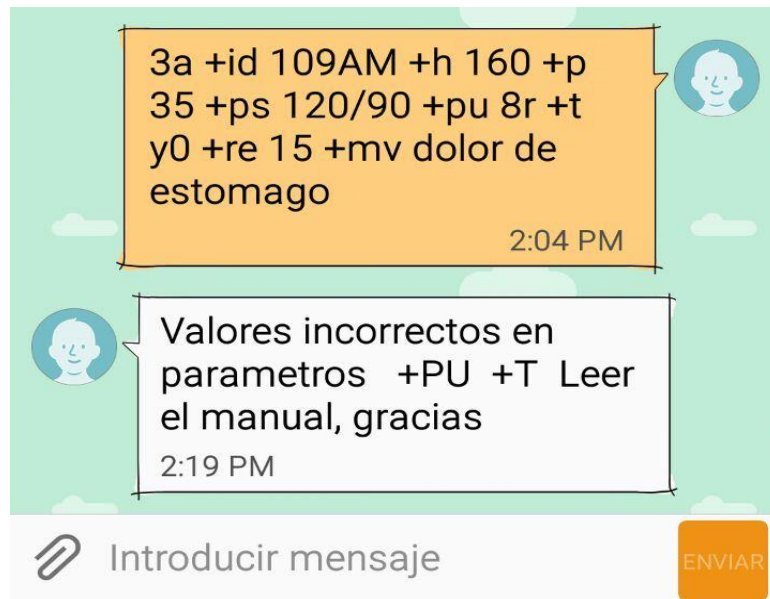 3a +id 109AM +h 160 +p
35 +ps 120/90 +pu 8r +t
y0 +re 15 +mv dolor de
estomago
2:04 PM
Valores incorrectos en
parametros +PU +T Leer
el manual, gracias
2:19 PM
Introducir mensaje
ENVIAR